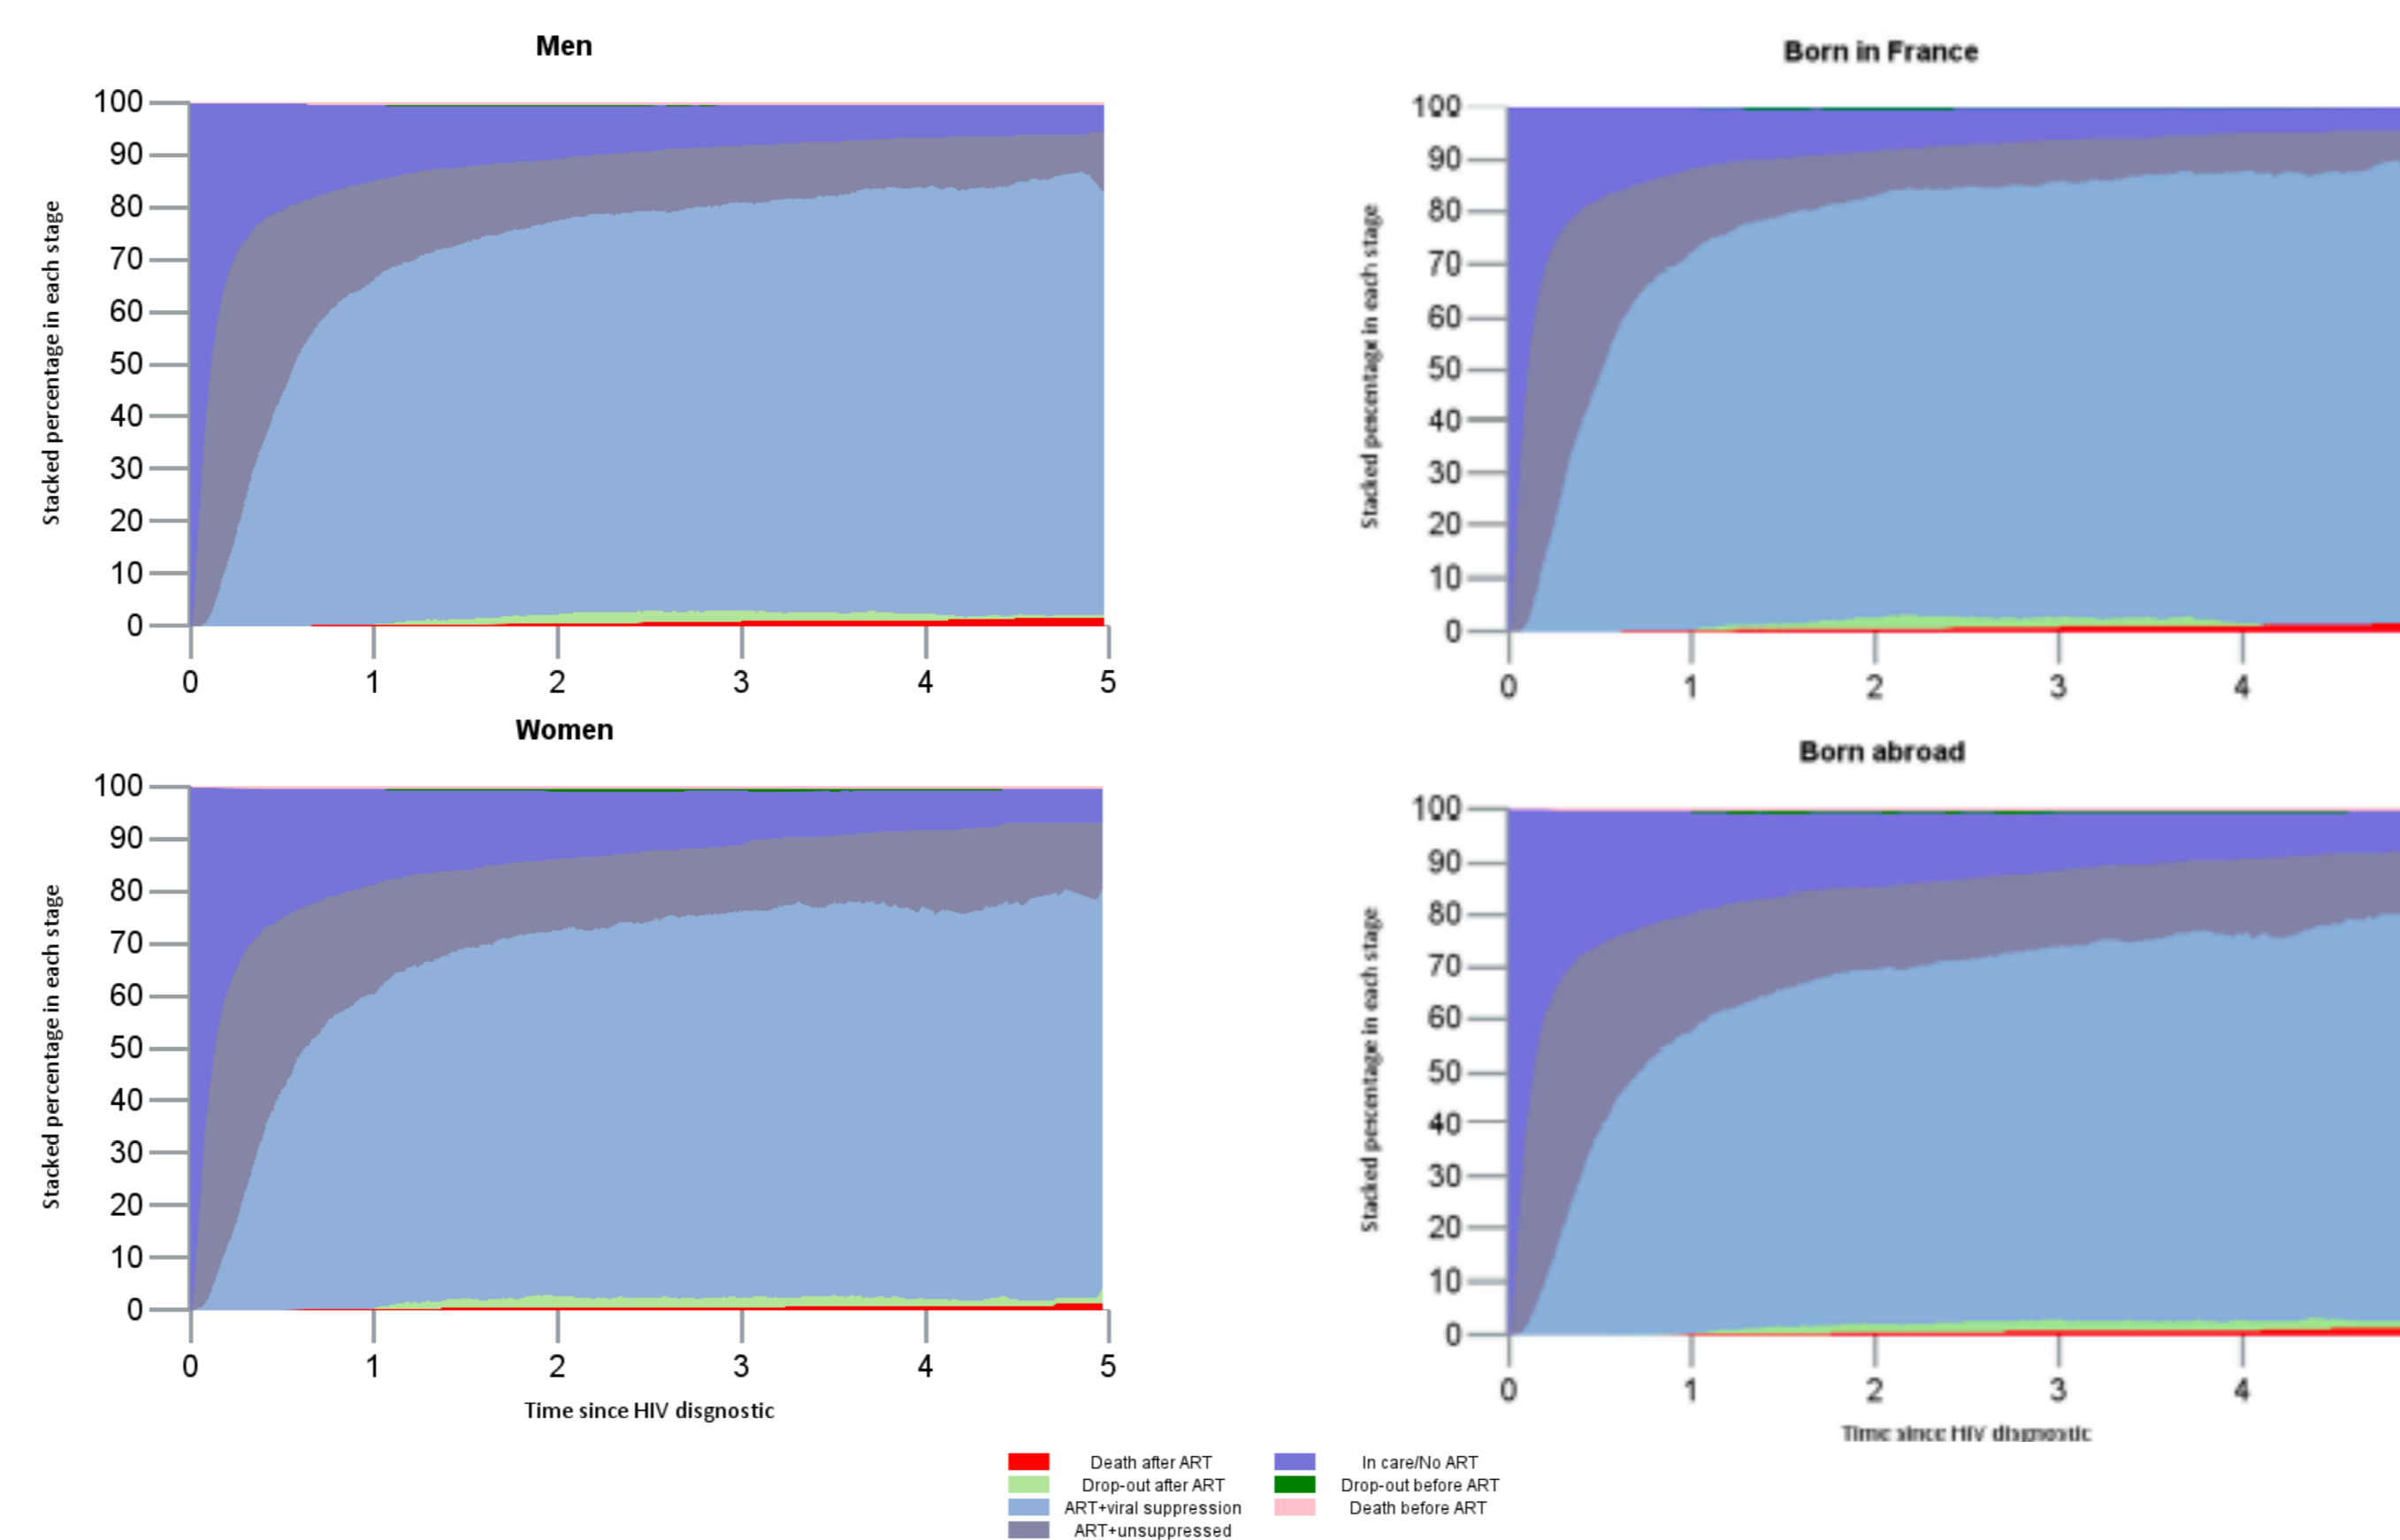 Men
100
90
80
70
60
50
40
30
20
10
0
Stacked percentage in each stage
0 1 2 3 4 5
Born in France
100
90
80
70
60
50
40
30
20
10
0
Stacked percentage in each stage
0 1 2 3 4
Women
100
90
80
70
60
50
40
30
20
10
0
Stacked percentage in each stage
0 1 2 3 4 5
Time since HIV disgnostic
Born abroad
100
90
80
70
60
50
40
30
20
10
0
Stacked percentage in each stage
0 1 2 3 4
Time since HIV disgnostic
Death after ART
Drop-out after ART
ART+viral suppression
ART+unsuppressed
In care/No ART
Drop-out before ART
Death before ART